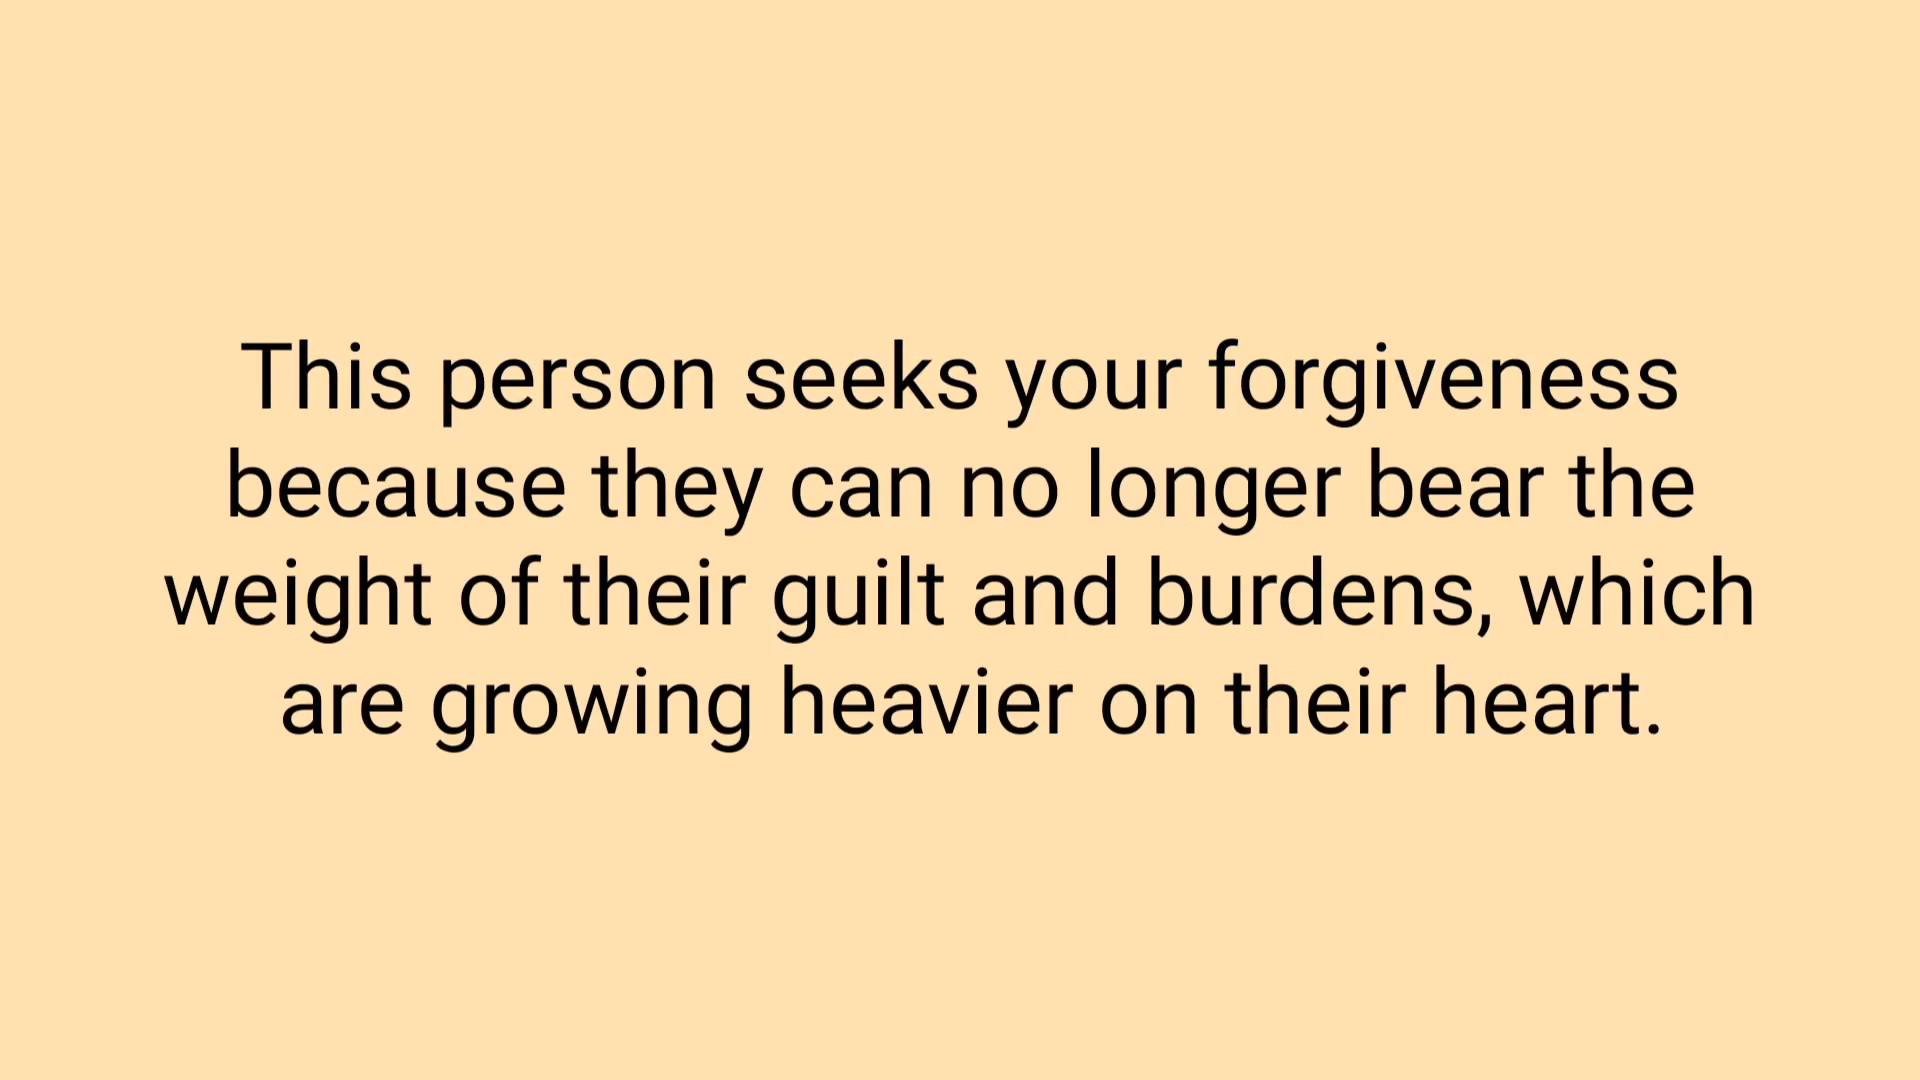 This person seeks your forgiveness
because they can no longer bear the
weight of their guilt and burdens, which
are growing heavier on their heart.